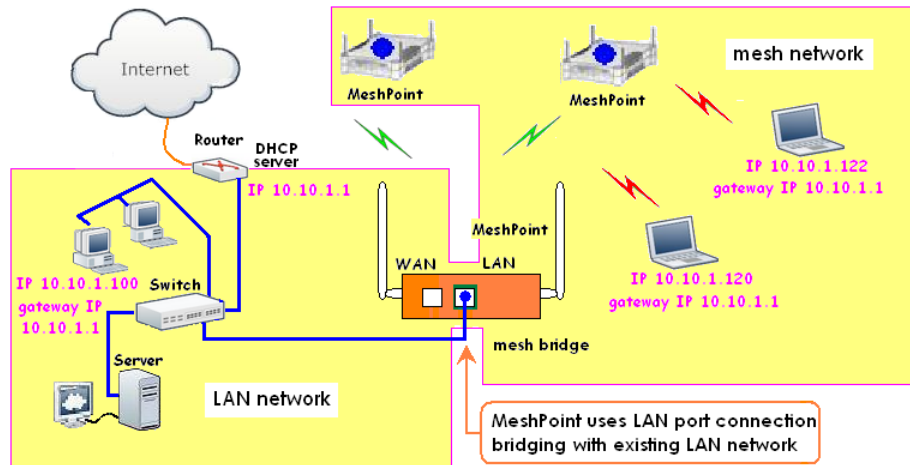 Internet
MeshPoint
MeshPoint
mesh network
Router
DHCP
server
IP 10.10.1.1
IP 10.10.1.122
gateway IP 10.10.1.1
MeshPoint
WAN
LAN
IP 10.10.1.120
gateway IP 10.10.1.1
IP 10.10.1.100
gateway IP
10.10.1.1
Switch
mesh bridge
Server
LAN network
MeshPoint uses LAN port connection
bridging with existing LAN network